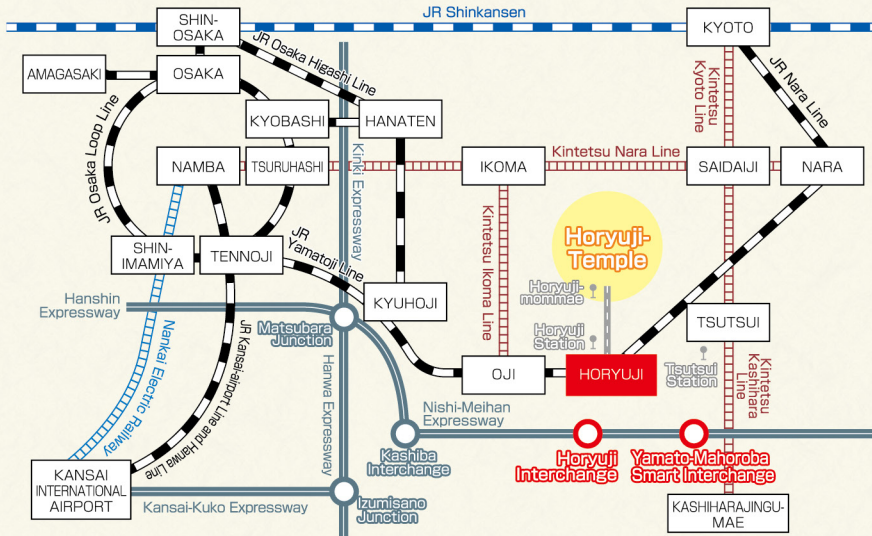 JR Shinkansen
SHIN-
OSAKA
KYOTO
JR Osaka Higashi Line
AMAGASAKI
OSAKA
Kintetsu
Kyoto Line
JR Nara Line
JR Osaka Loop Line
KYOBASHI
HANATEN
Kinki Expressway
NAMBA
TSURUHASHI
IKOMA
Kintetsu Nara Line
SAIDAIJI
NARA
Kintetsu Ikoma Line
Horyuji-
Temple
SHIN-
IMAMIYA
TENNOJI
JR
Yamatoji Line
Horyuji-
mommae
Hanshin
Expressway
KYUHOJI
Matsubara
Junction
Horyuji
Station
TSUTSUI
Nankai Electric Railway
JR Kansai-airport Line and Hanwa Line
Hanwa Expressway
OJI
HORYUJI
Tsutsui
Station
Kintetsu
Kashihara
Line
Nishi-Meihan
Expressway
Kashiba
Interchange
Horyuji
Interchange
Yamato-Mahoroba
Smart Interchange
KANSAI
INTERNATIONAL
AIRPORT
Kansai-Kuko Expressway
Izumisano
Junction
KASHIHARAJINGU-
MAE